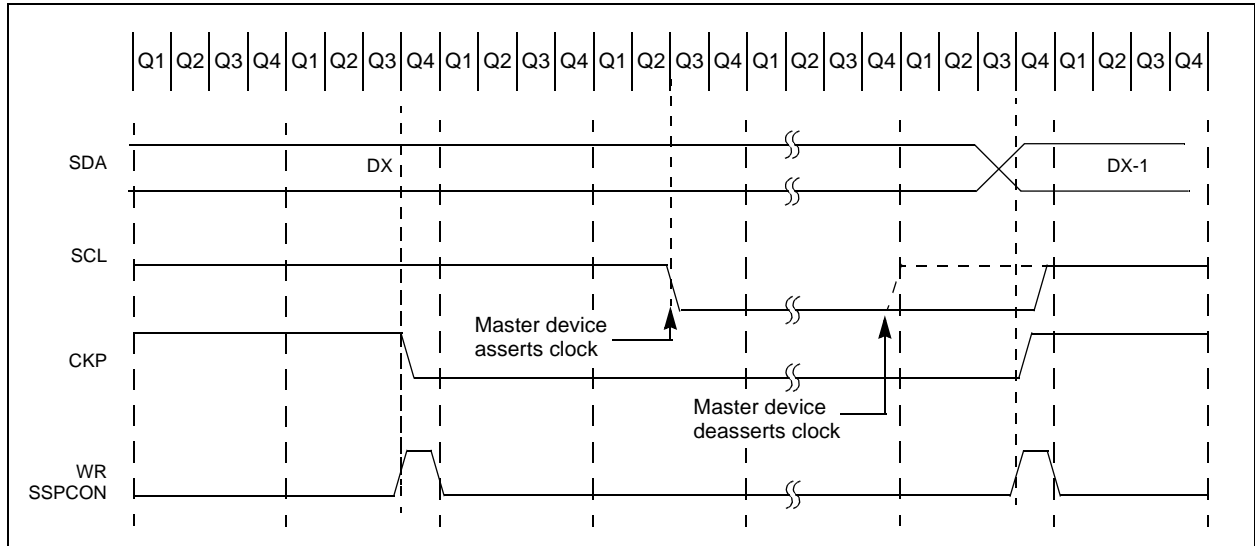 Q1 Q2 Q3 Q4 Q1 Q2 Q3 Q4 Q1 Q2 Q3 Q4 Q1 Q2 Q3 Q4 Q1 Q2 Q3 Q4 Q1 Q2 Q3 Q4 Q1 Q2 Q3 Q4
SDA
DX
DX-1
SCL
Master device
asserts clock
CKP
Master device
deasserts clock
WR
SSPCON